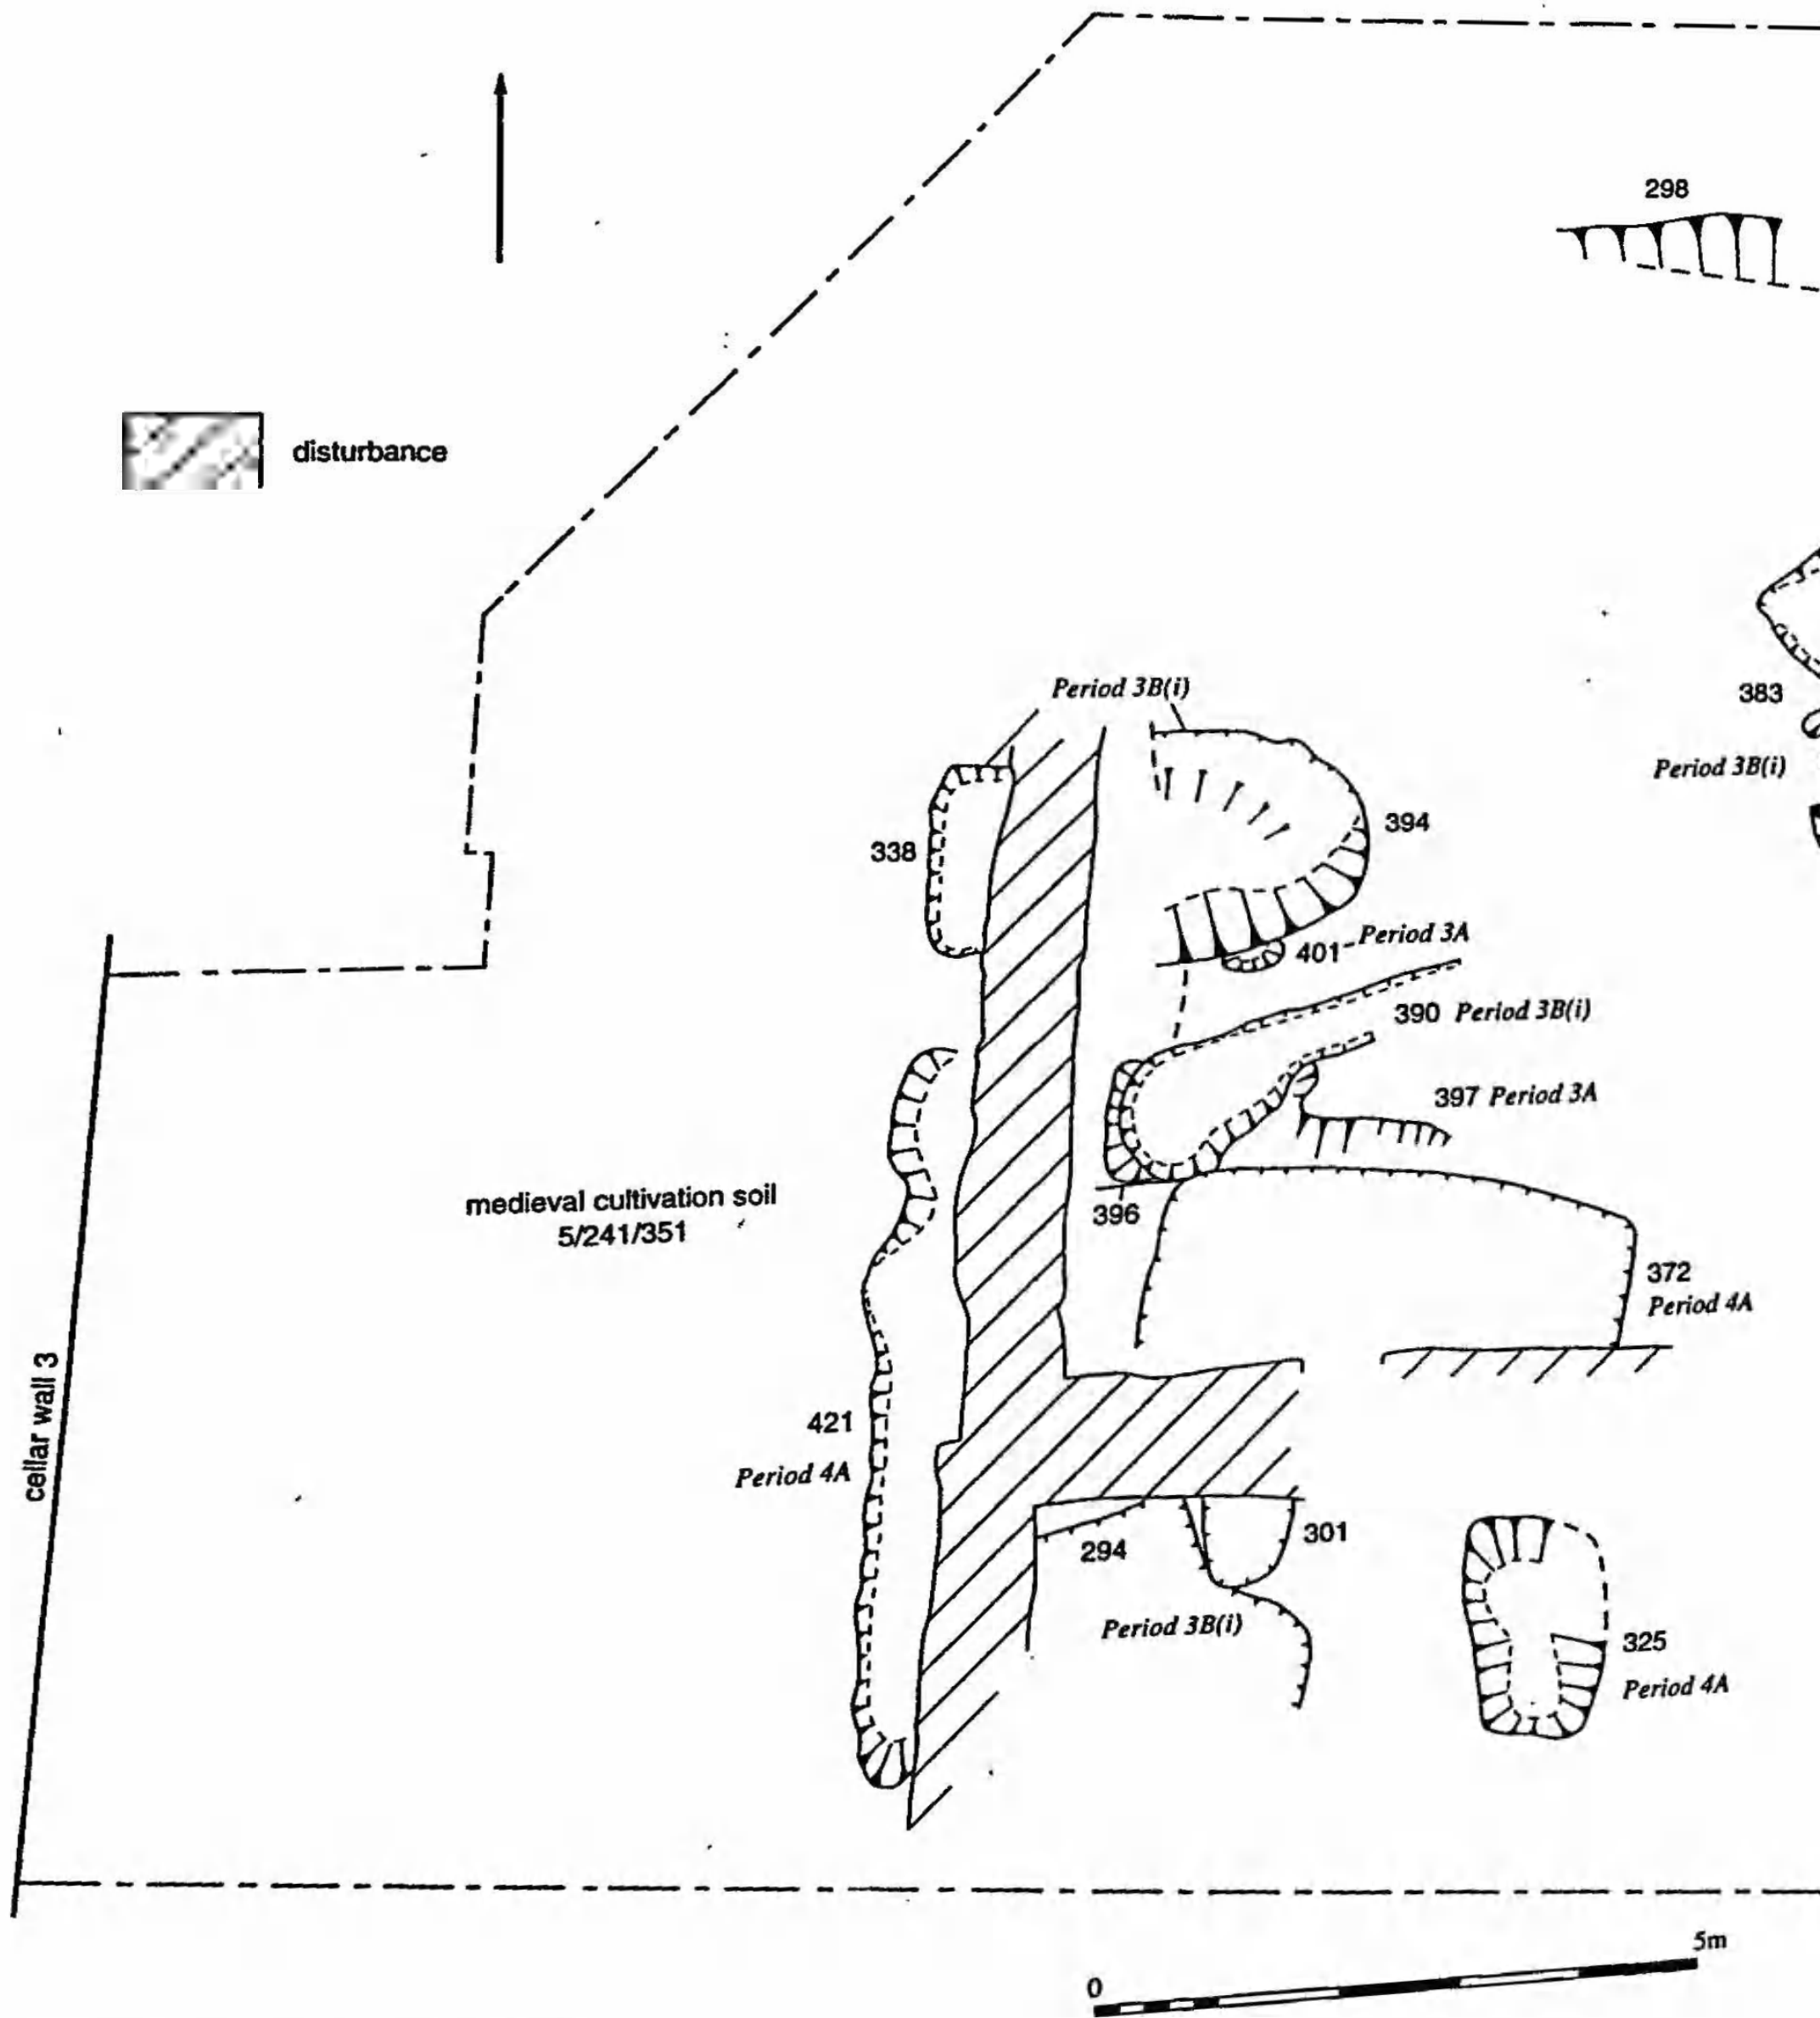 298
disturbance
Period 3B(i)
383
Period 3B(i)
394
338
401 - Period 3A
390 Period 3B(i)
397 Period 3A
medieval cultivation soil
5/241/351
396
372
Period 4A
cellar wall 3
421
Period 4A
294
301
Period 3B(i)
325
Period 4A
0
5m